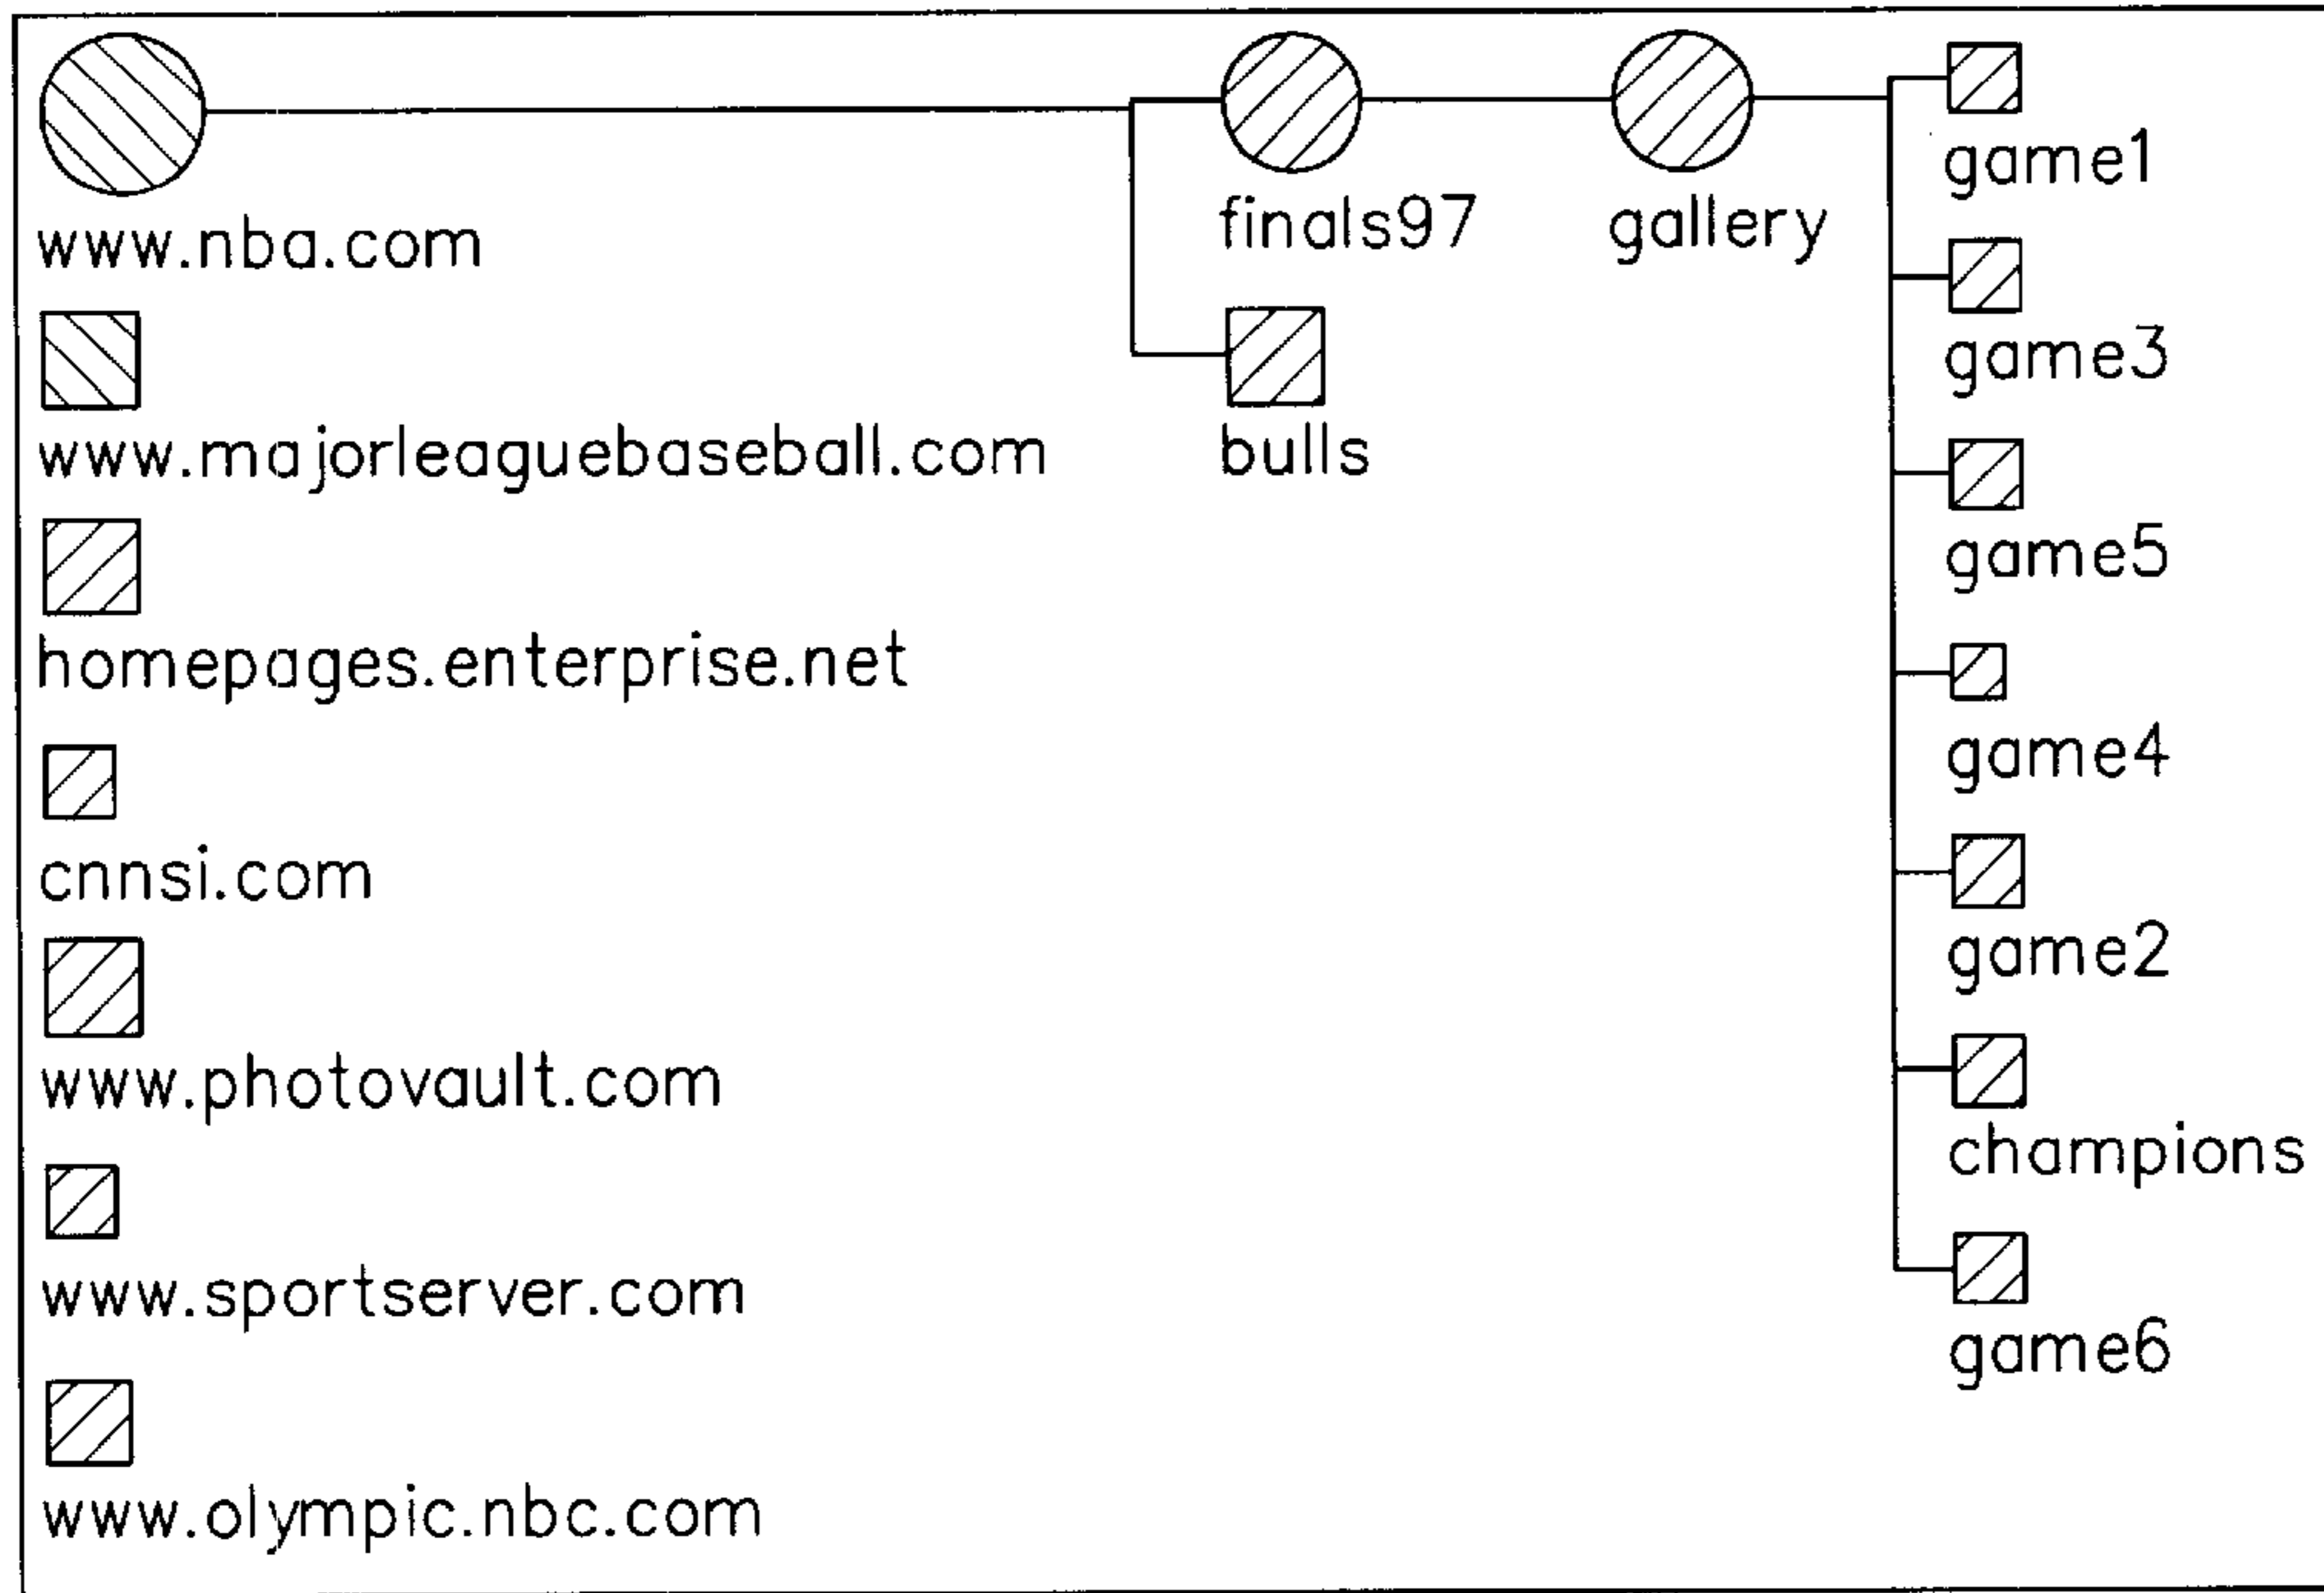 www.nba.com
www.majorleaguebaseball.com
homepages.enterprise.net
cnnsi.com
www.photovault.com
www.sportserver.com
www.olympic.nbc.com
finals97
bulls
gallery
game1
game3
game5
game4
game2
champions
game6